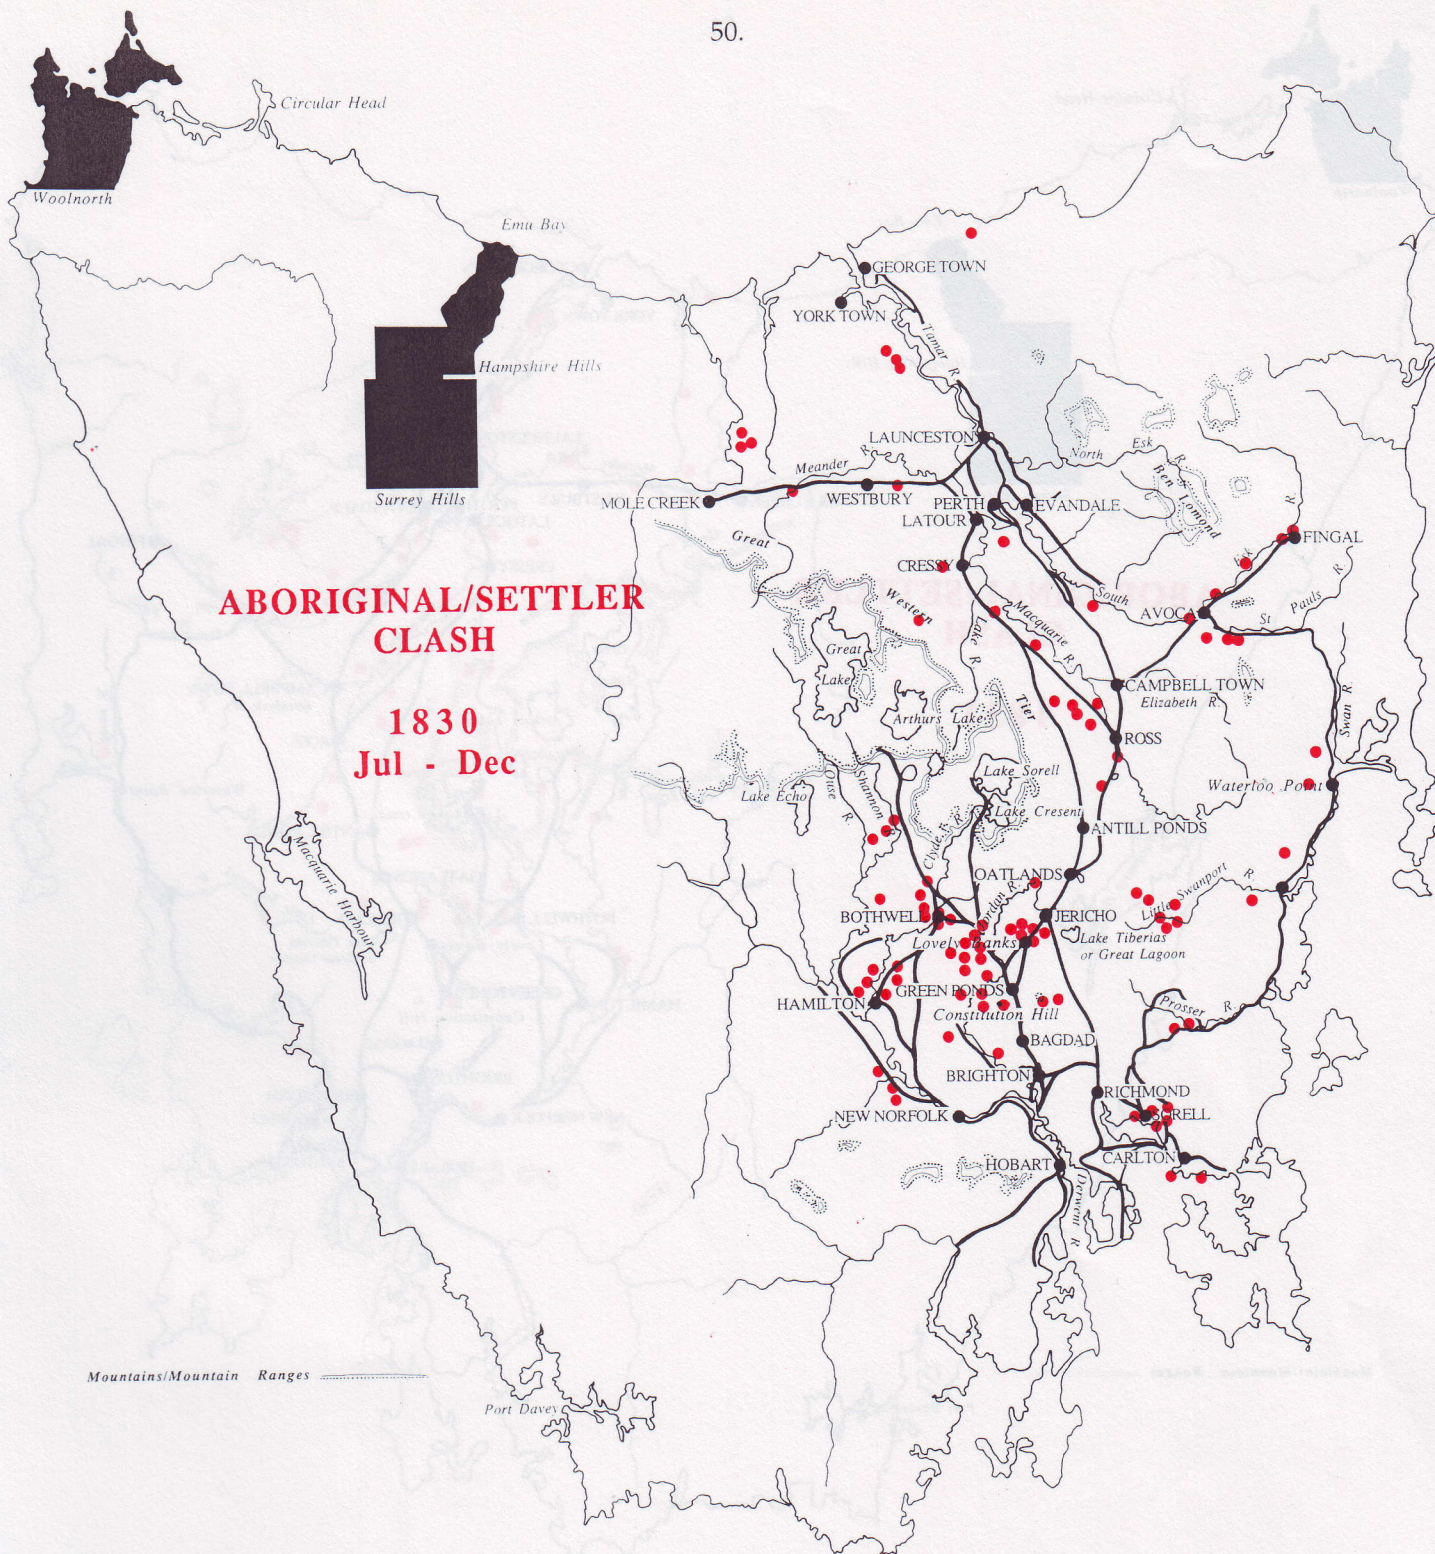 50.
Circular Head
Woolnorth
Emu Bay
GEORGE TOWN
YORK TOWN
Tamar R.
Hampshire Hills
Surrey Hills
LAUNCESTON
North Esk R.
Meander R.
MOLE CREEK
WESTBURY
PERTH
EVANDALE
LATOUR
Ben Lomond
FINGAL
Great Western Tier
CRESSY
South Esk R.
AVOCA
St Pauls R.
ABORIGINAL/SETTLER
CLASH
1830
Jul - Dec
Macquarie R.
Lake R.
Great
Lake
Arthurs Lake
CAMPBELL TOWN
Elizabeth R.
ROSS
Swan R.
Lake Echo
Ouse R.
Shannon
Lake Sorell
Lake Cresent
Clyde R.
Waterloo Point
ANTILL PONDS
OATLANDS
Macquarie Harbour
Jordan R.
Little Swanport R.
BOTHWELL
JERICHO
Lovely Banks
Lake Tiberias
or Great Lagoon
HAMILTON
GREEN PONDS
Constitution Hill
Prosser R.
BAGDAD
BRIGHTON
RICHMOND
NEW NORFOLK
SORELL
HOBART
CARLTON
Derwent R.
Mountains/Mountain Ranges
Port Davey